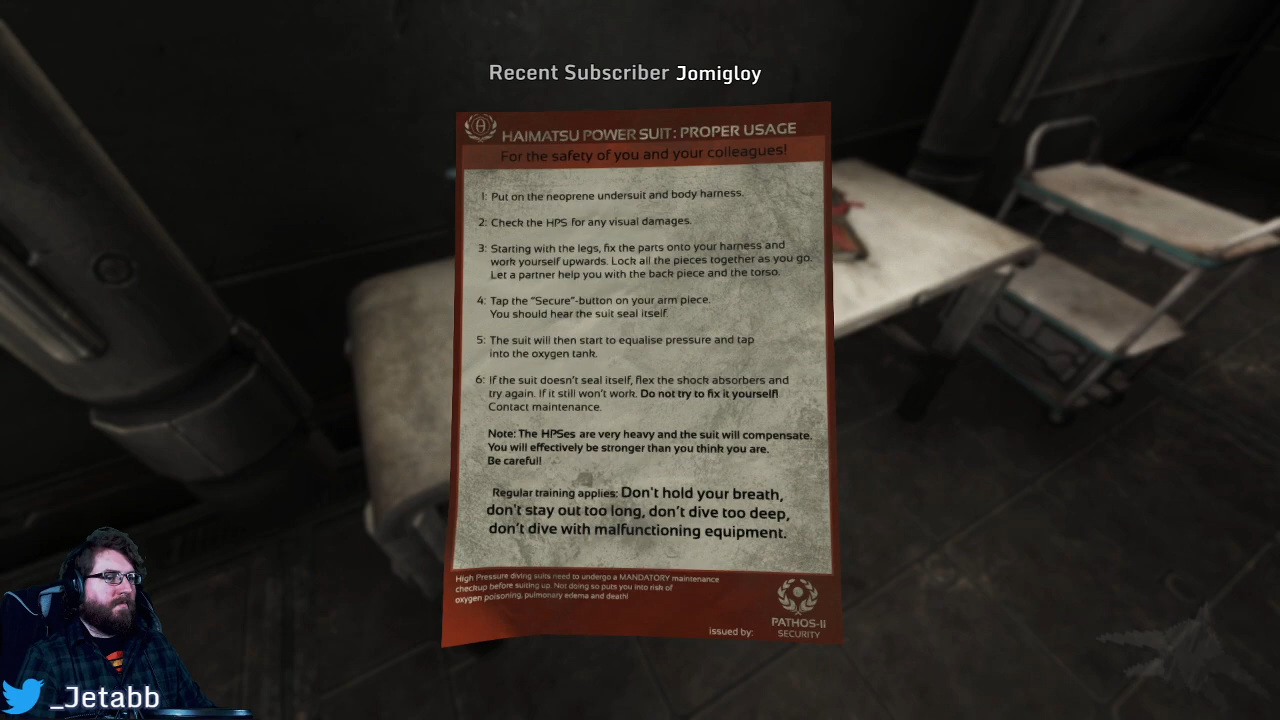 Recent Subscriber Jomigloy
HAIMATSU POWER SUIT: PROPER USAGE
For the safety of you and your colleagues!
1: Put on the neoprene undersuit and body harness.
2: Check the HPS for any visual damages.
3: Starting with the legs, fix the parts onto your harness and
work yourself upwards. Lock all the pieces together as you go.
Let a partner help you with the back piece and the torso.
4: Tap the "Secure"-button on your arm piece.
You should hear the suit seal itself.
5: The suit will then start to equalise pressure and tap
into the oxygen tank.
6: If the suit doesn't seal itself, flex the shock absorbers and
try again. If it still won't work. Do not try to fix it yourself!
Contact maintenance.
Note: The HPSes are very heavy and the suit will compensate.
You will effectively be stronger than you think you are.
Be careful!
Regular training applies: Don't hold your breath,
don't stay out too long, don't dive too deep,
don't dive with malfunctioning equipment.
High Pressure diving suits need to undergo a MANDATORY maintenance
checkup before suiting up. Not doing so puts you into risk of
oxygen poisoning, pulmonary edema and death!
issued by:
PATHOS-II
SECURITY
_Jetabb